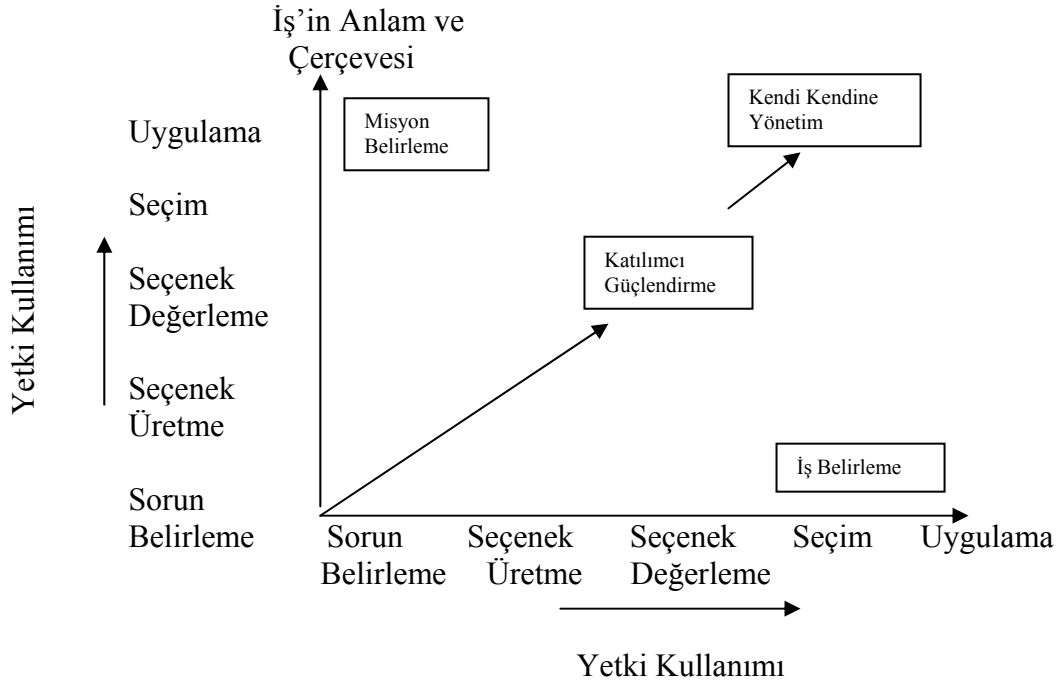 İş’in Anlam ve
Çerçevesi
Misyon
Belirleme
Kendi Kendine
Yönetim
Uygulama
Seçim
Yetki Kullanımı
Katılımcı
Güçlendirme
Seçenek
Değerleme
Seçenek
Üretme
İş Belirleme
Sorun
Belirleme
Sorun
Belirleme
Seçenek
Üretme
Seçenek
Değerleme
Seçim
Uygulama
Yetki Kullanımı